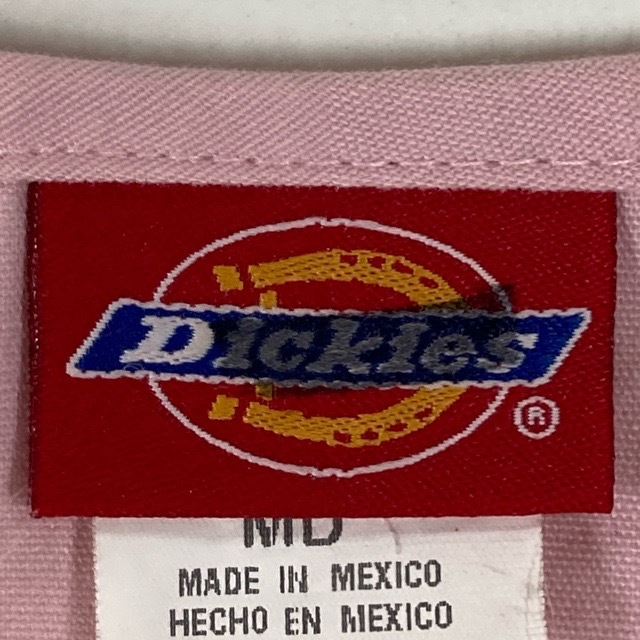 Dickies
®
MD
MADE IN MEXICO
HECHO EN MEXICO